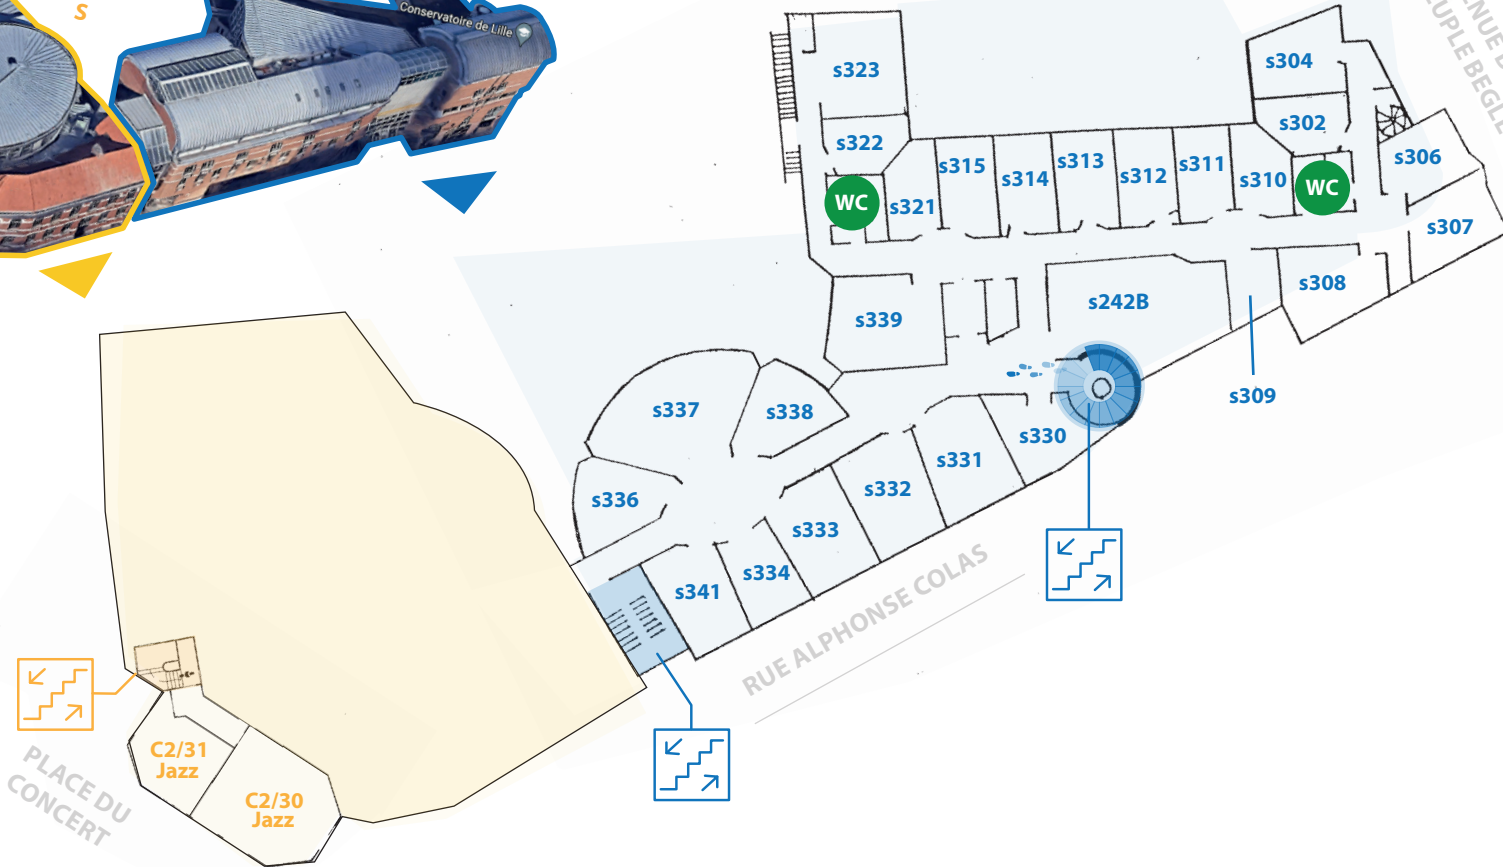 S
Conservatoire de Lille
s323
s304
s302
s322
s306
s315
s313
s311
s314
s312
s310
WC
WC
s321
s307
s308
s242B
s339
s309
s337
s338
s330
s331
s332
s336
s333
s334
s341
RUE ALPHONSE COLAS
C2/31
Jazz
C2/30
Jazz
PLACE DU
CONCERT